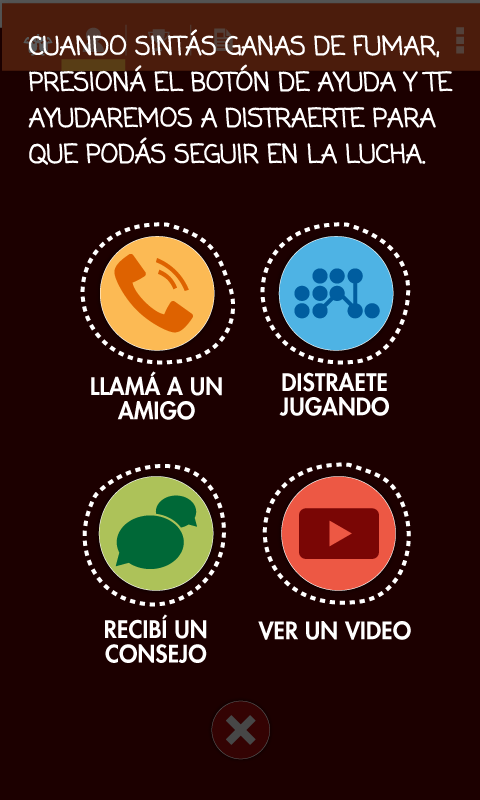 CUANDO SINTÁS GANAS DE FUMAR,
PRESIONÁ EL BOTÓN DE AYUDA Y TE
AYUDAREMOS A DISTRAERTE PARA
QUE PODÁS SEGUIR EN LA LUCHA.
LLAMÁ A UN
AMIGO
DISTRAETE
JUGANDO
RECIBÍ UN
CONSEJO
VER UN VIDEO